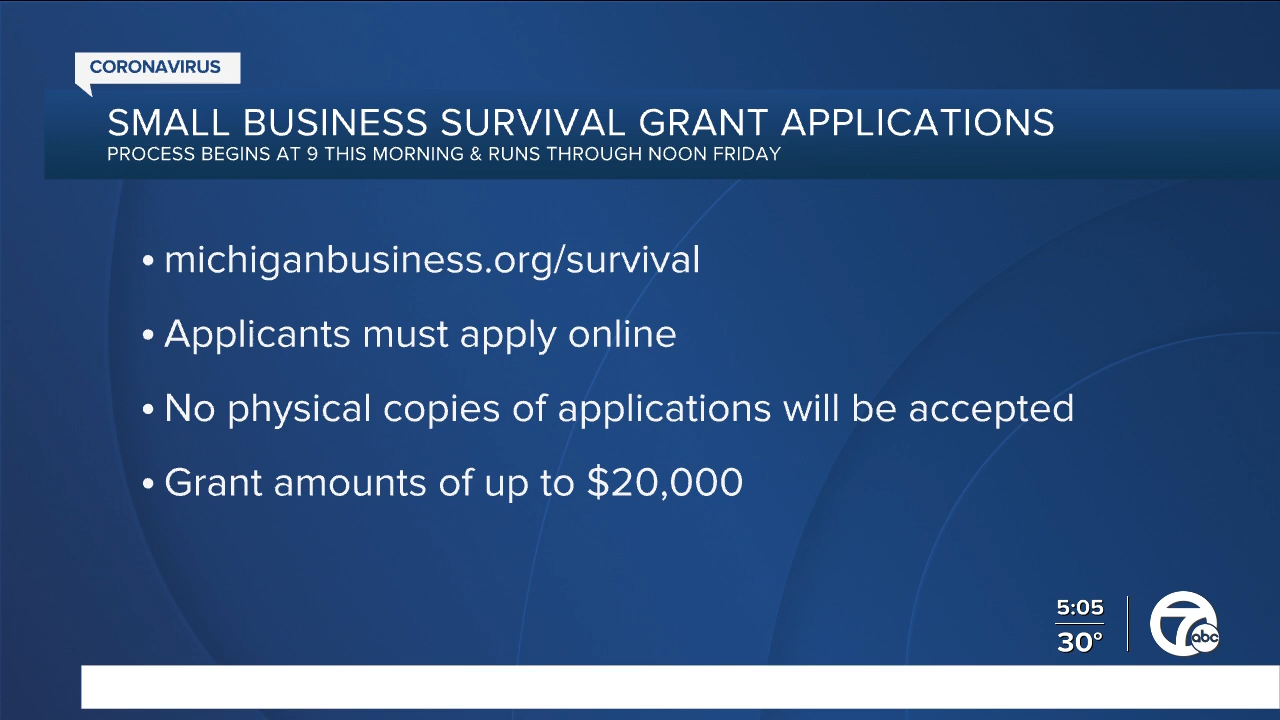 CORONAVIRUS
SMALL BUSINESS SURVIVAL GRANT APPLICATIONS
PROCESS BEGINS AT 9 THIS MORNING & RUNS THROUGH NOON FRIDAY
• michiganbusiness.org/survival
• Applicants must apply online
• No physical copies of applications will be accepted
• Grant amounts of up to $20,000
5:05
30°
7 abc